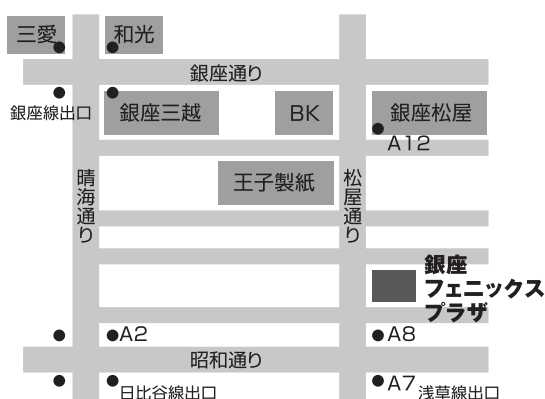 三愛
和光
銀座通り
銀座線出口
銀座三越
BK
銀座松屋
A12
王子製紙
晴海通り
松屋通り
銀座
フェニックス
プラザ
A2
A8
昭和通り
日比谷線出口
A7
浅草線出口